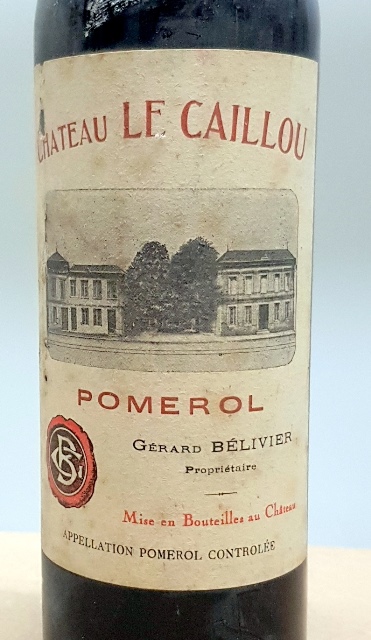 CHATEAU LE CAILLOU
POMEROL
GÉRARD BÉLIVIER
Propriétaire
Mise en Bouteilles au Château
APPELLATION POMEROL CONTROLÉE